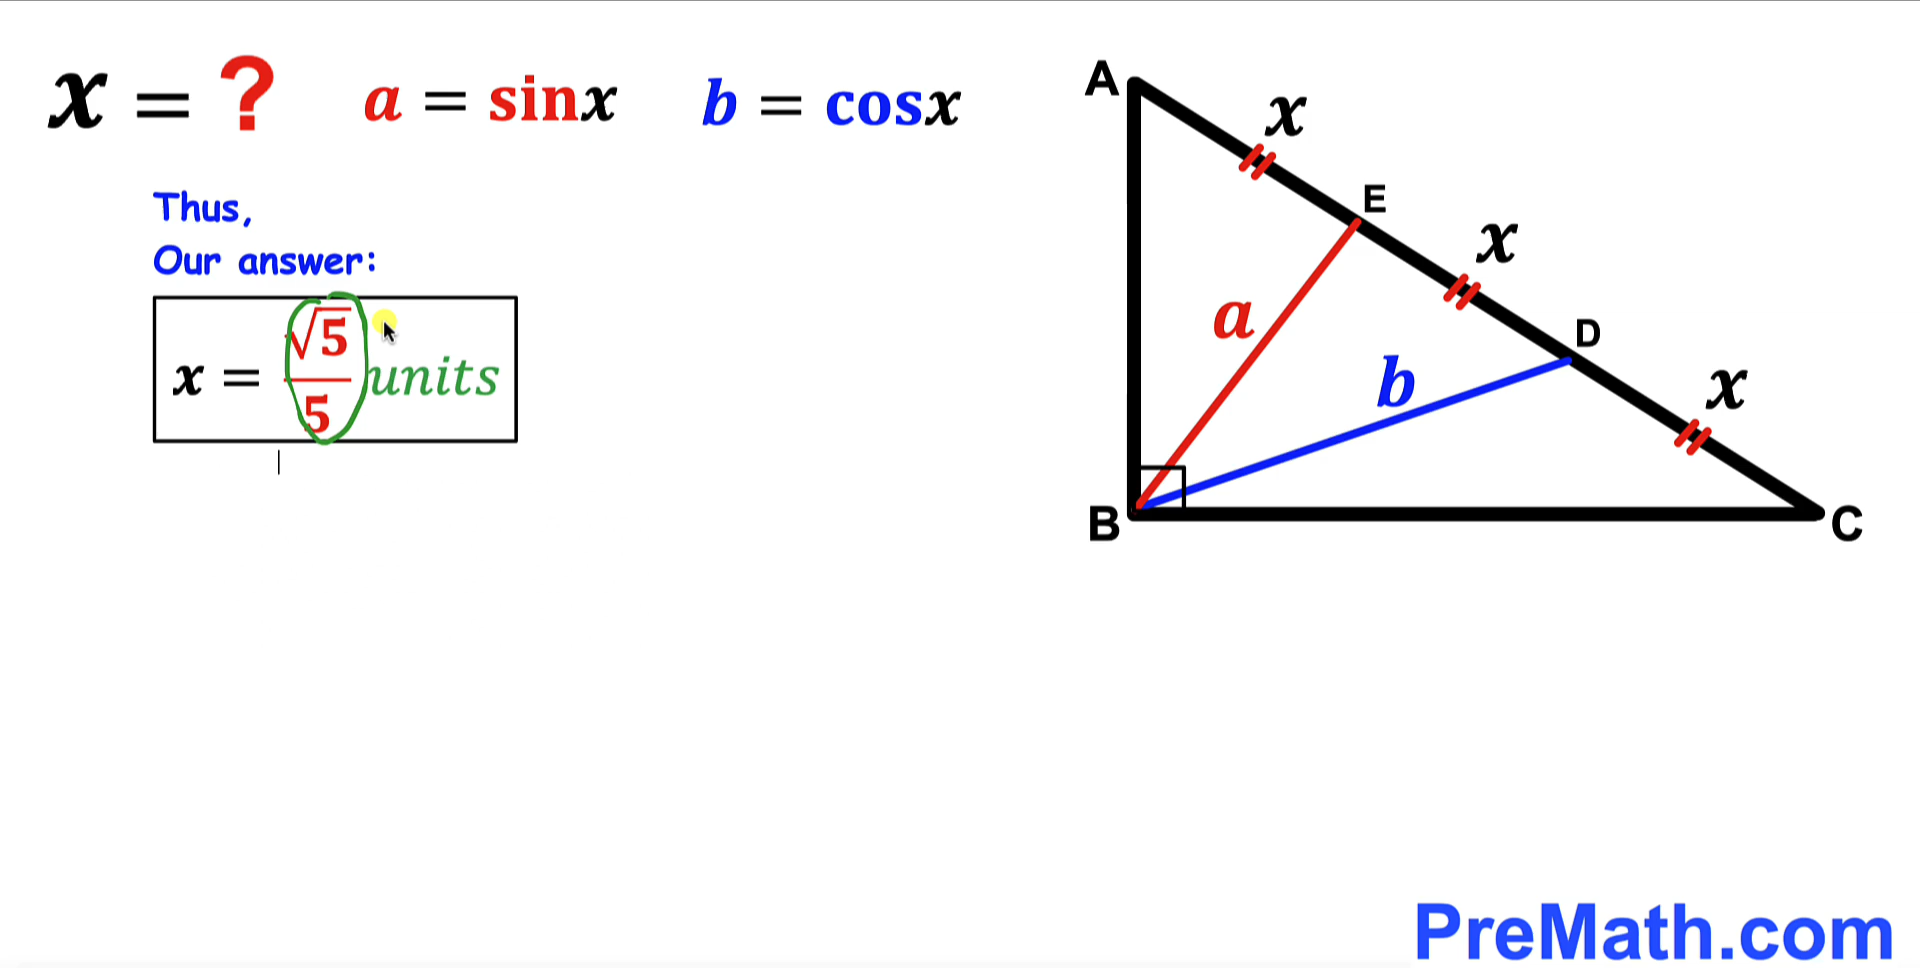 x = ? a = sinx b = cosx
Thus,
Our answer:
x = √5/5 units
A
x
E
x
D
x
a
b
B
C
PreMath.com